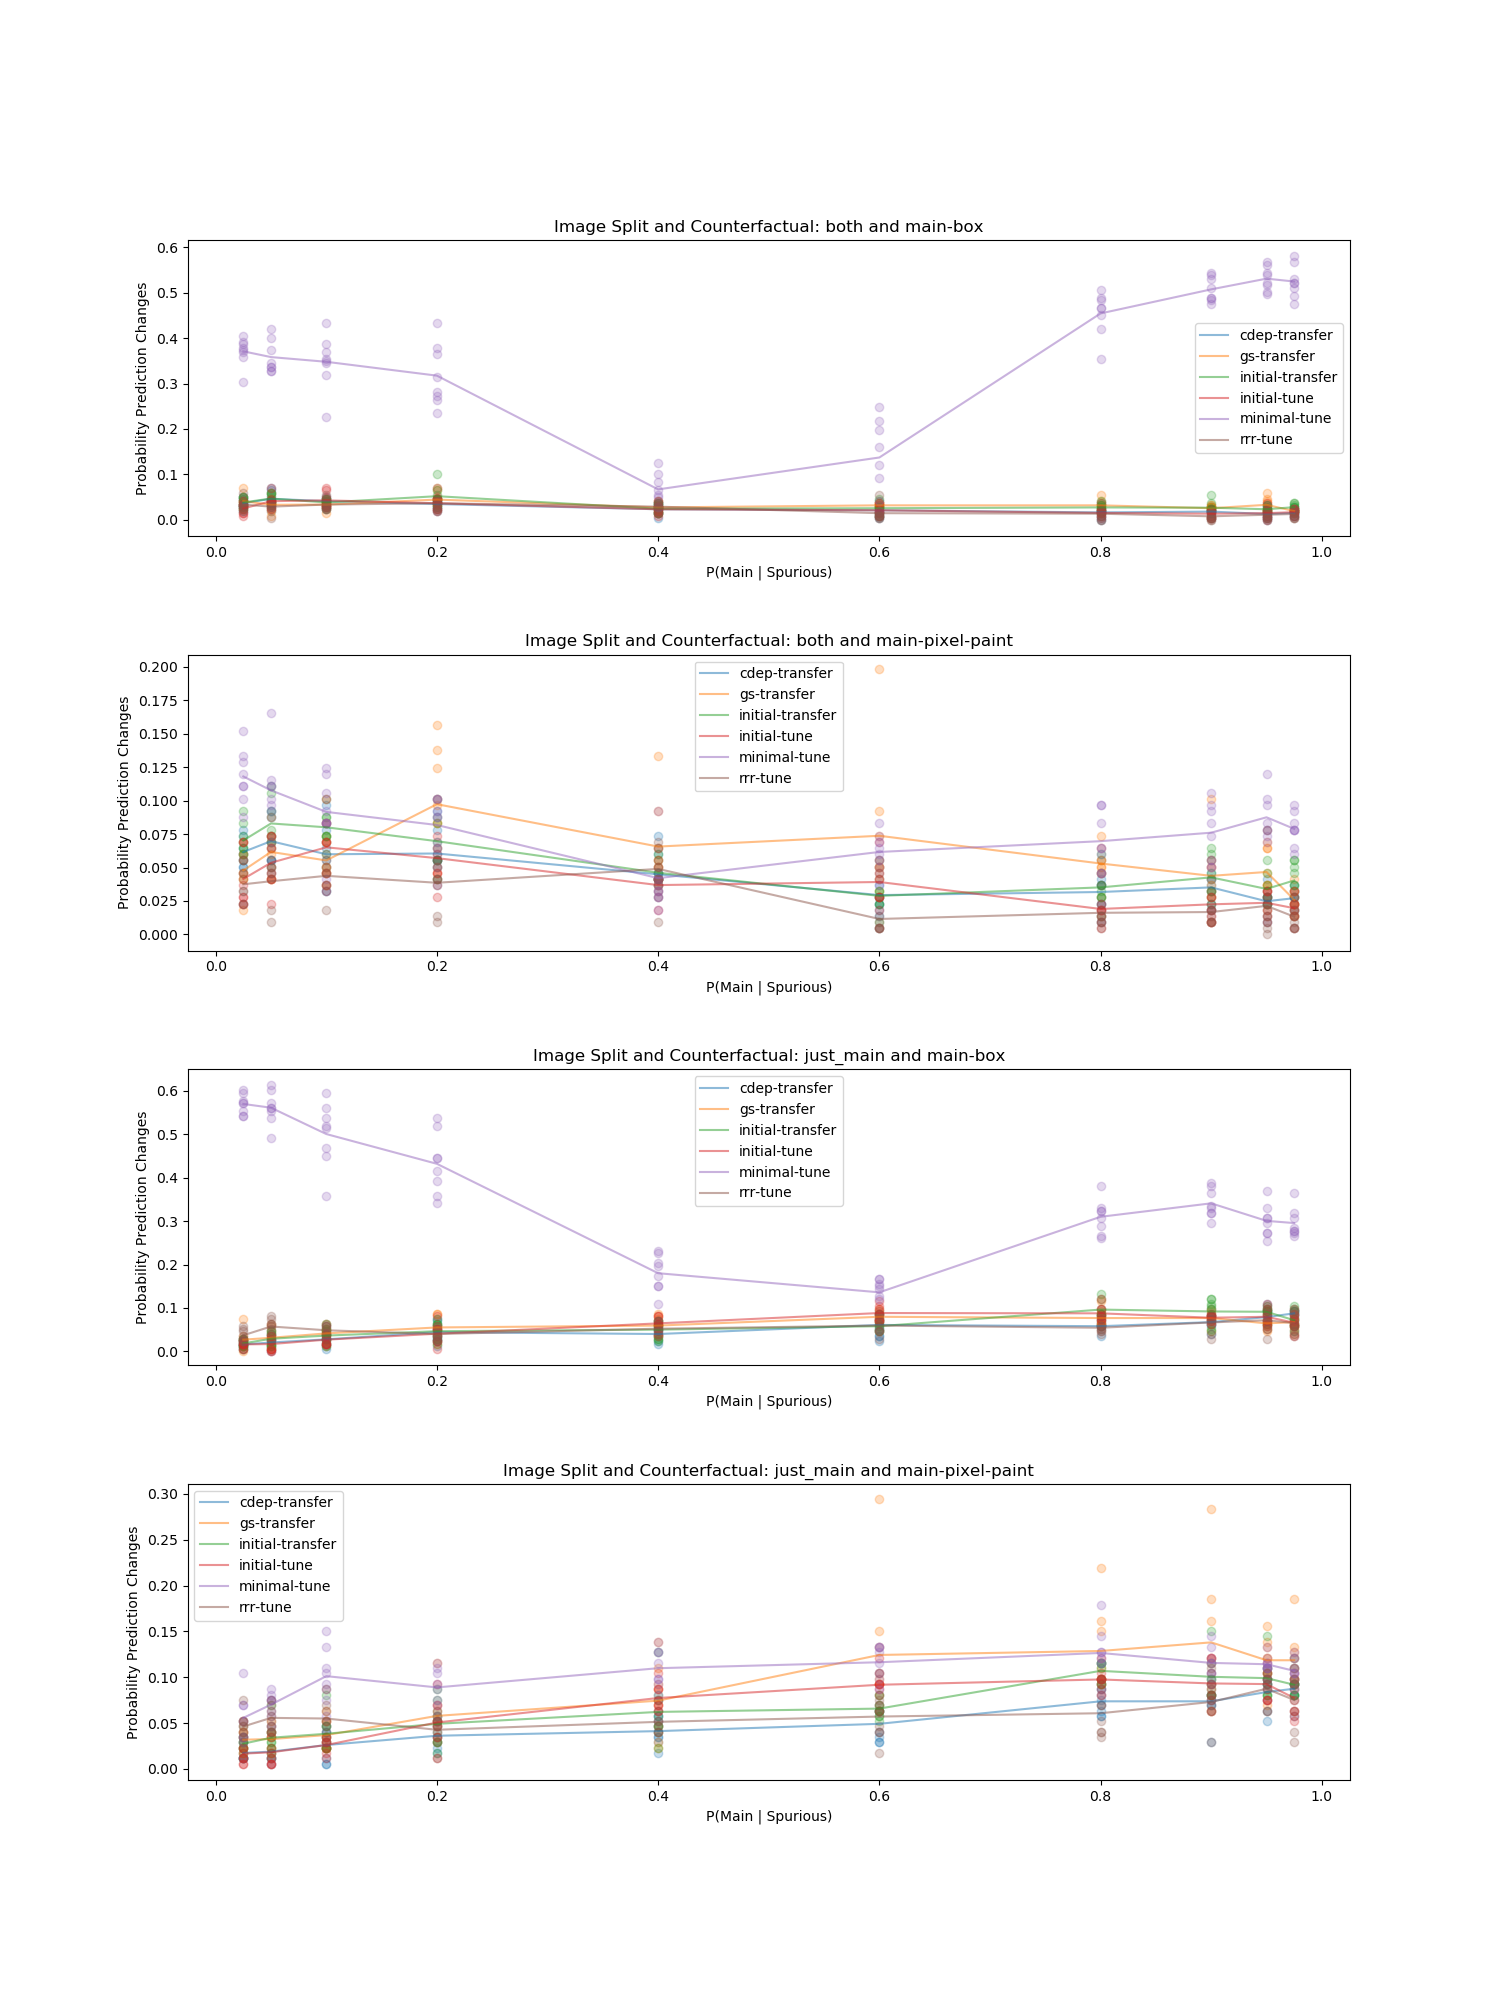 Image Split and Counterfactual: both and main-box
Probability Prediction Changes
0.6
0.5
0.4
0.3
0.2
0.1
0.0
cdep-transfer
gs-transfer
initial-transfer
initial-tune
minimal-tune
rrr-tune
0.0 0.2 0.4 0.6 0.8 1.0
P(Main | Spurious)
Image Split and Counterfactual: both and main-pixel-paint
Probability Prediction Changes
0.200
0.175
0.150
0.125
0.100
0.075
0.050
0.025
0.000
cdep-transfer
gs-transfer
initial-transfer
initial-tune
minimal-tune
rrr-tune
0.0 0.2 0.4 0.6 0.8 1.0
P(Main | Spurious)
Image Split and Counterfactual: just_main and main-box
Probability Prediction Changes
0.6
0.5
0.4
0.3
0.2
0.1
0.0
cdep-transfer
gs-transfer
initial-transfer
initial-tune
minimal-tune
rrr-tune
0.0 0.2 0.4 0.6 0.8 1.0
P(Main | Spurious)
Image Split and Counterfactual: just_main and main-pixel-paint
Probability Prediction Changes
0.30
0.25
0.20
0.15
0.10
0.05
0.00
cdep-transfer
gs-transfer
initial-transfer
initial-tune
minimal-tune
rrr-tune
0.0 0.2 0.4 0.6 0.8 1.0
P(Main | Spurious)